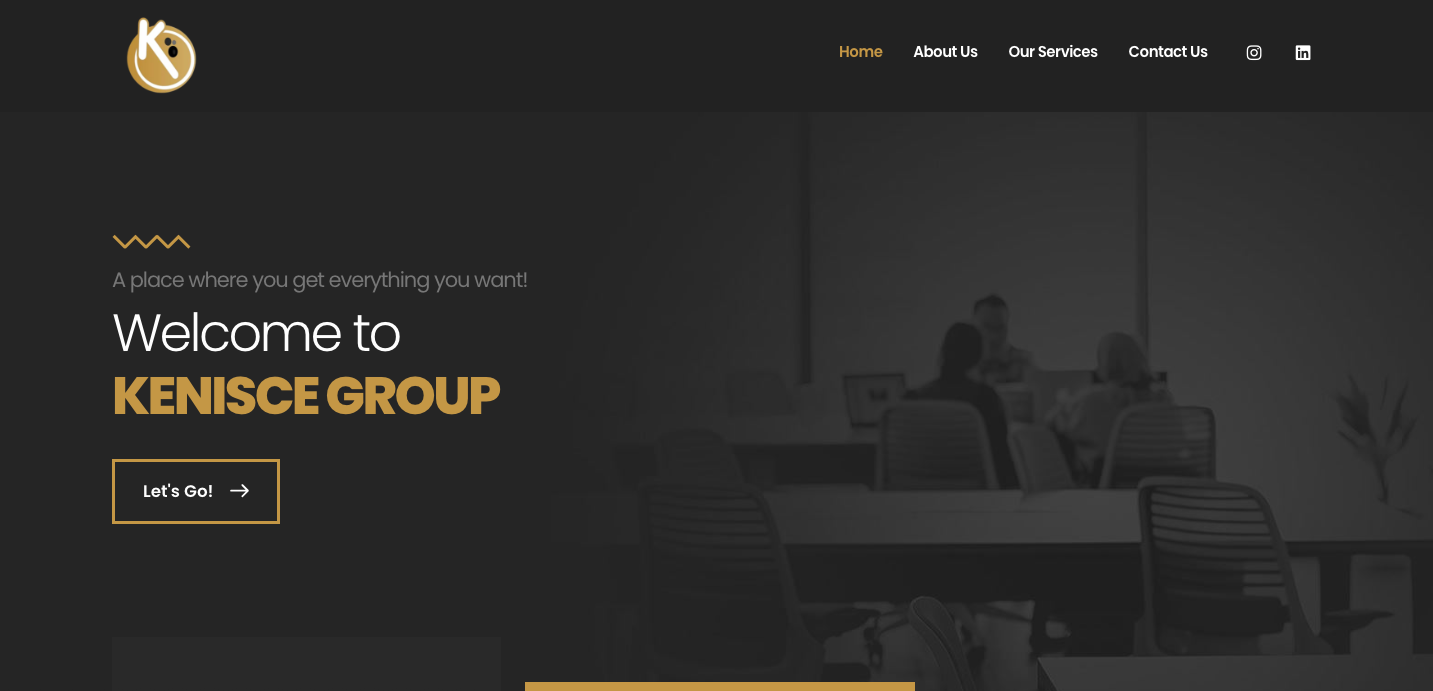 K
Home
About Us
Our Services
Contact Us
A place where you get everything you want!
Welcome to
KENISCE GROUP
Let's Go!